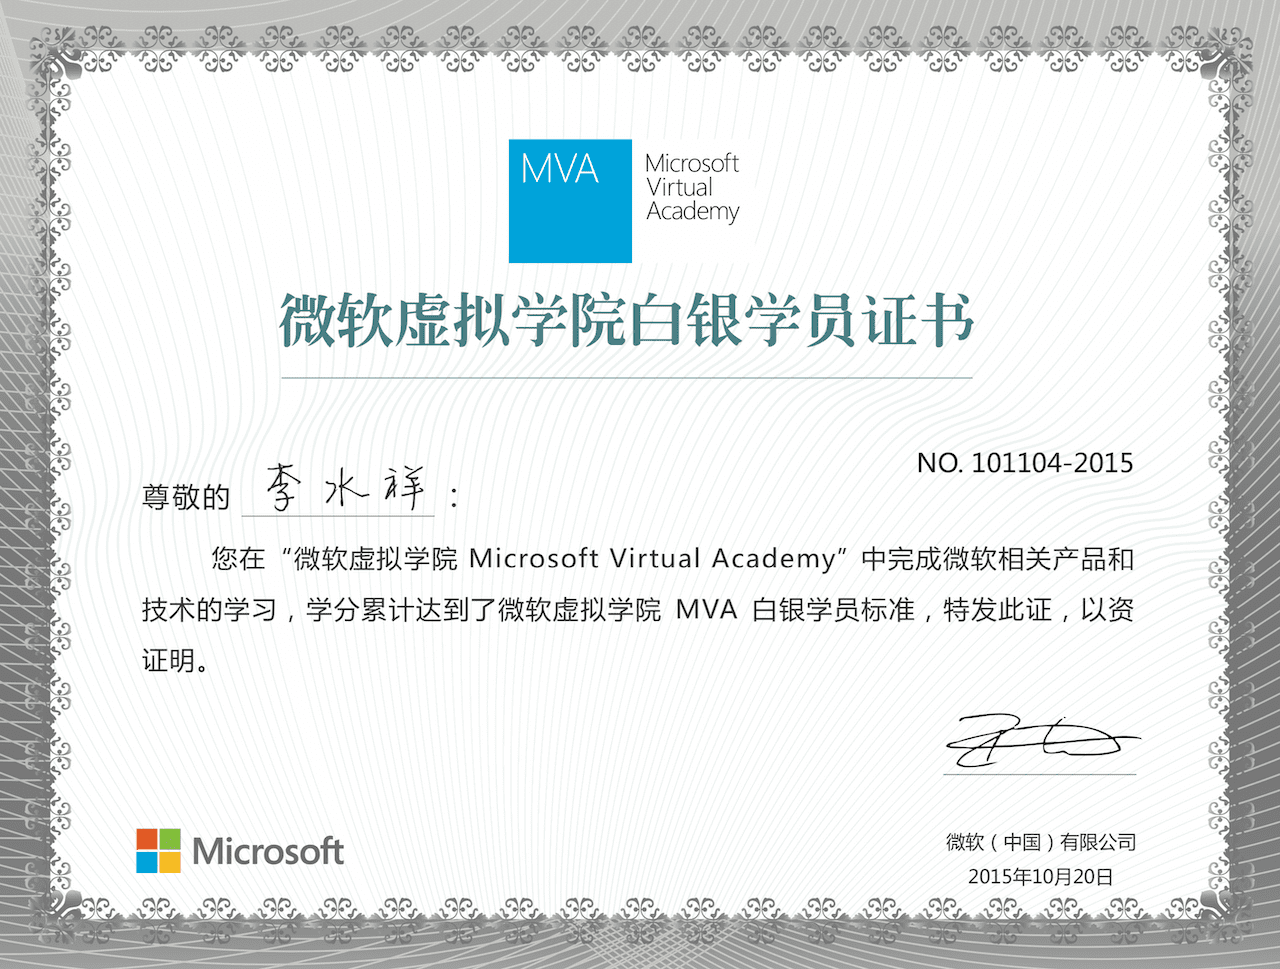 MVA
Microsoft
Virtual
Academy
微软虚拟学院白银学员证书
NO. 101104-2015
尊敬的 李水祥 ：
您在“微软虚拟学院 Microsoft Virtual Academy”中完成微软相关产品和
技术的学习，学分累计达到了微软虚拟学院 MVA 白银学员标准，特发此证，以资
证明。
Microsoft
微软（中国）有限公司
2015年10月20日